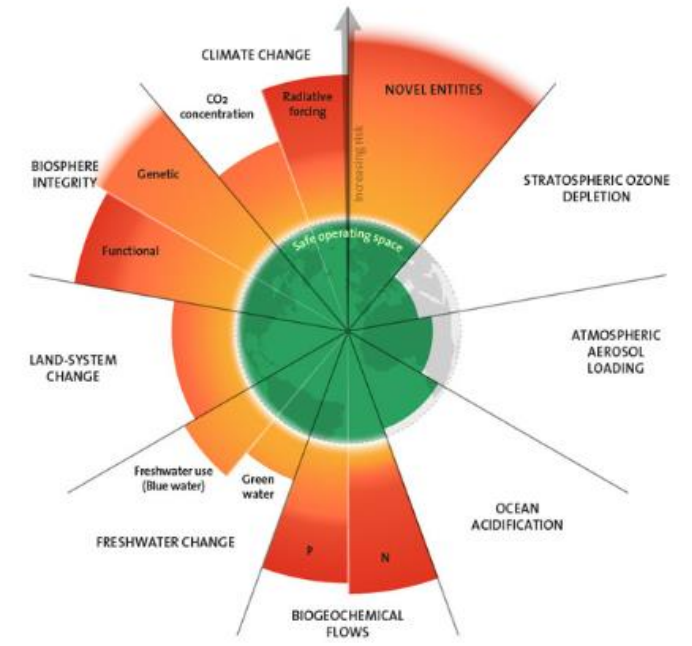 CLIMATE CHANGE
CO2
concentration
Radiative
forcing
NOVEL ENTITIES
Increasing risk
BIOSPHERE
INTEGRITY
Genetic
Functional
STRATOSPHERIC OZONE
DEPLETION
Safe operating space
ATMOSPHERIC
AEROSOL
LOADING
LAND-SYSTEM
CHANGE
Freshwater use
(Blue water)
Green
water
FRESHWATER CHANGE
OCEAN
ACIDIFICATION
P
N
BIOGEOCHEMICAL
FLOWS